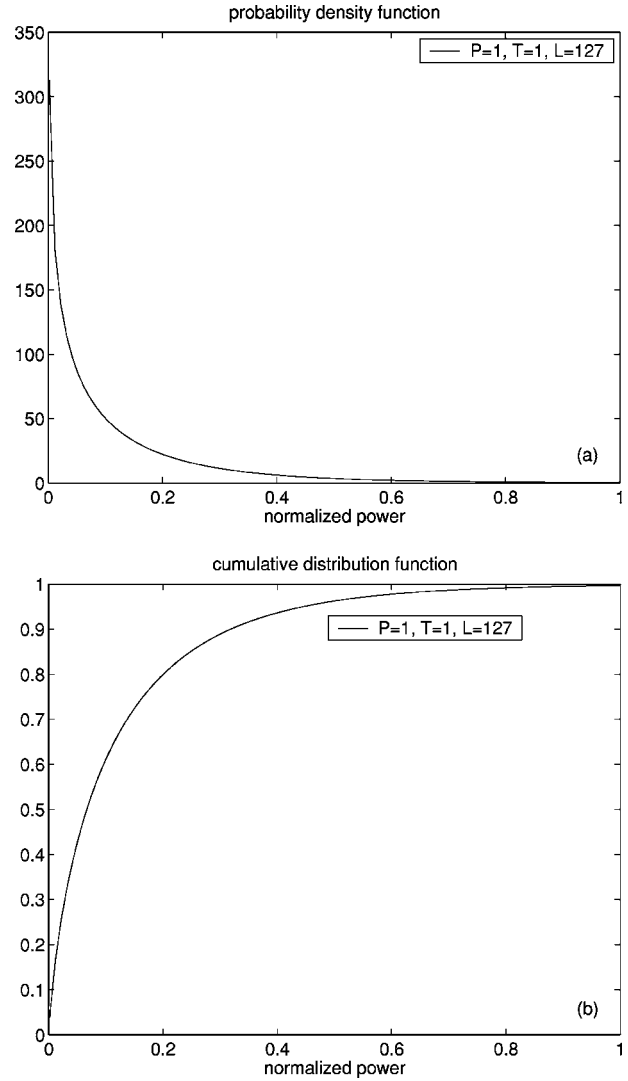 probability density function
350
P=1, T=1, L=127
300
250
200
150
100
50
(a)
0
0 0.2 0.4 0.6 0.8 1
normalized power
cumulative distribution function
1
0.9
P=1, T=1, L=127
0.8
0.7
0.6
0.5
0.4
0.3
0.2
0.1
(b)
0
0 0.2 0.4 0.6 0.8 1
normalized power